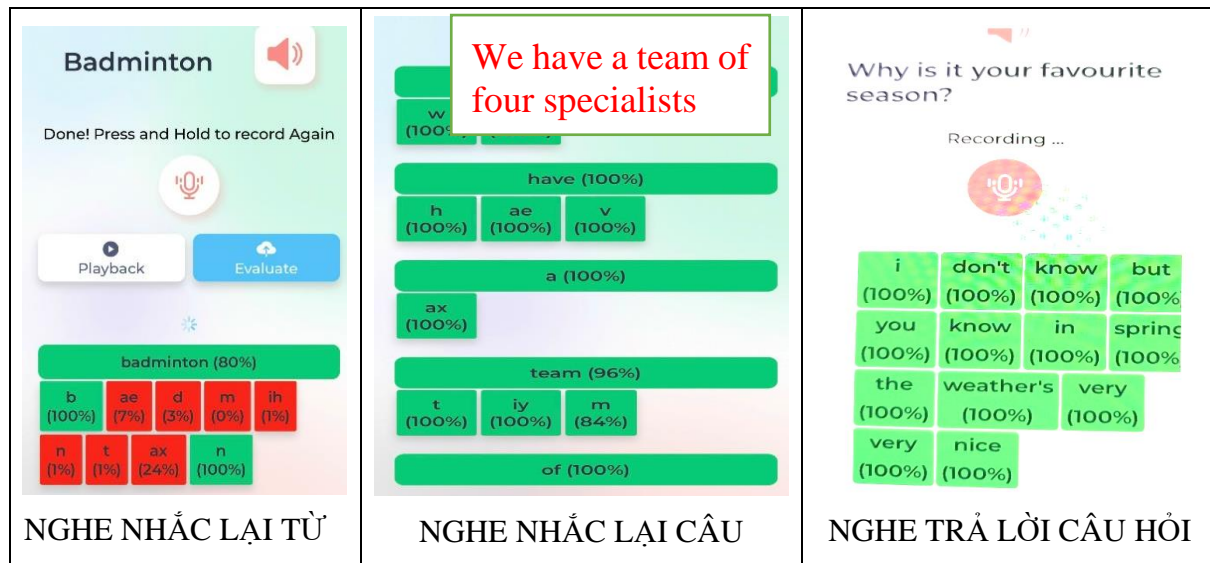 Badminton
Done! Press and Hold to record Again
Playback
Evaluate
badminton (80%)
b ae d m ih
(100%) (7%) (3%) (0%) (1%)
n t ax n
(1%) (1%) (24%) (100%)
NGHE NHẮC LẠI TỪ
We have a team of
four specialists
w
(100%
have (100%)
h ae v
(100%) (100%) (100%)
a (100%)
ax
(100%)
team (96%)
t iy m
(100%) (100%) (84%)
of (100%)
NGHE NHẮC LẠI CÂU
Why is it your favourite
season?
Recording ...
i don't know but
(100%) (100%) (100%) (100%
you know in spring
(100%) (100%) (100%) (100%
the weather's very
(100%) (100%) (100%)
very nice
(100%) (100%)
NGHE TRẢ LỜI CÂU HỎI